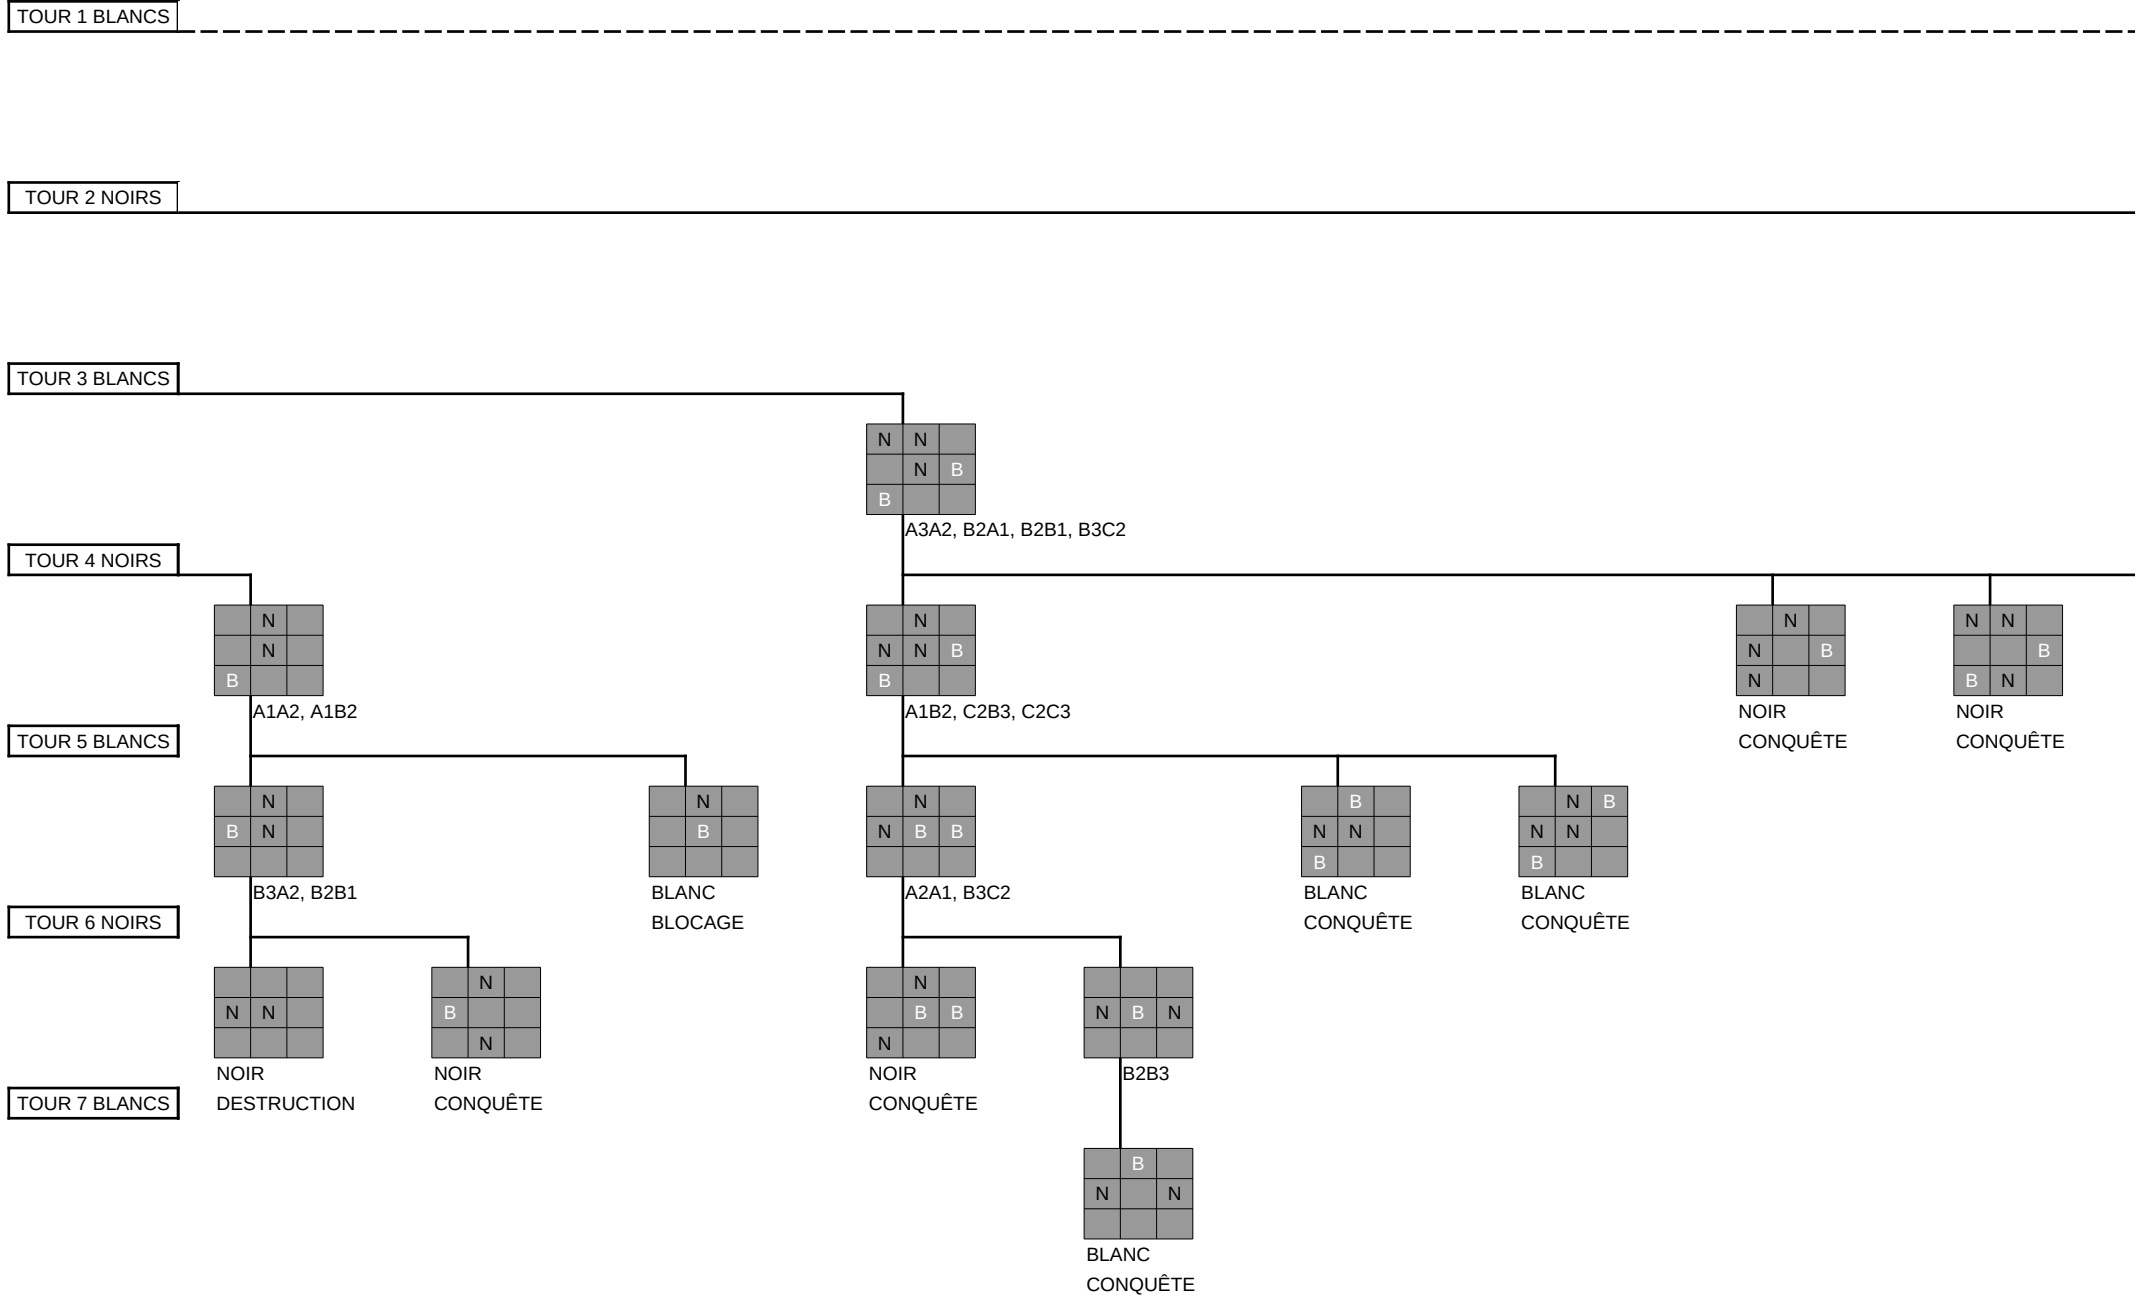 TOUR 1 BLANCS
TOUR 2 NOIRS
TOUR 3 BLANCS
N N
N B
B
A3A2, B2A1, B2B1, B3C2
TOUR 4 NOIRS
N N N N N
N N N B N B B
B B N B N
A1A2, A1B2 A1B2, C2B3, C2C3 NOIR NOIR
TOUR 5 BLANCS CONQUÊTE CONQUÊTE
N N N B N B
B N B N B B N N N N
B B
B3A2, B2B1 BLANC A2A1, B3C2 BLANC BLANC
TOUR 6 NOIRS BLOCAGE CONQUÊTE CONQUÊTE
N N
N N B B B N B N
N N
NOIR NOIR NOIR B2B3
TOUR 7 BLANCS DESTRUCTION CONQUÊTE CONQUÊTE
B
N N
BLANC
CONQUÊTE